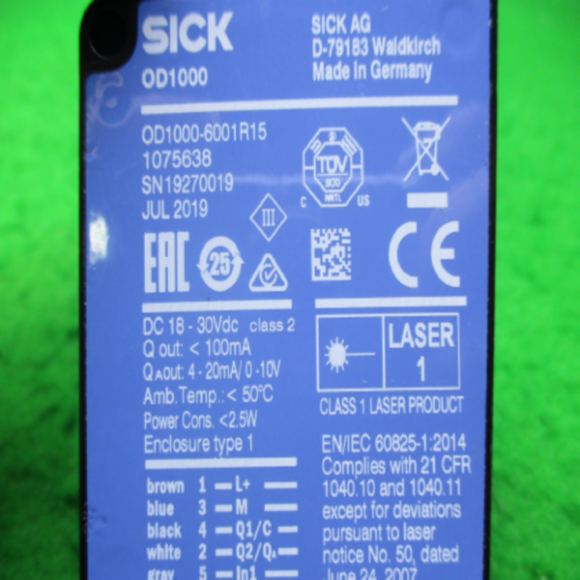 SICK
SICK AG
D-79183 Waldkirch
Made in Germany
OD1000
OD1000-6001R15
1075638
SN19270019
JUL 2019
TÜV
SÜD
NRTL
C US
III
EAC
25
CE
DC 18 - 30Vdc class 2
Q out: < 100mA
QAout: 4 - 20mA/ 0 -10V
Amb.Temp.: < 50°C
Power Cons. <2.5W
Enclosure type 1
LASER
1
CLASS 1 LASER PRODUCT
EN/IEC 60825-1:2014
Complies with 21 CFR
1040.10 and 1040.11
except for deviations
pursuant to laser
notice No. 50, dated
June 24, 2007
brown 1 L+
blue 3 M
black 4 Q1/C
white 2 Q2/QA
gray 5 In1